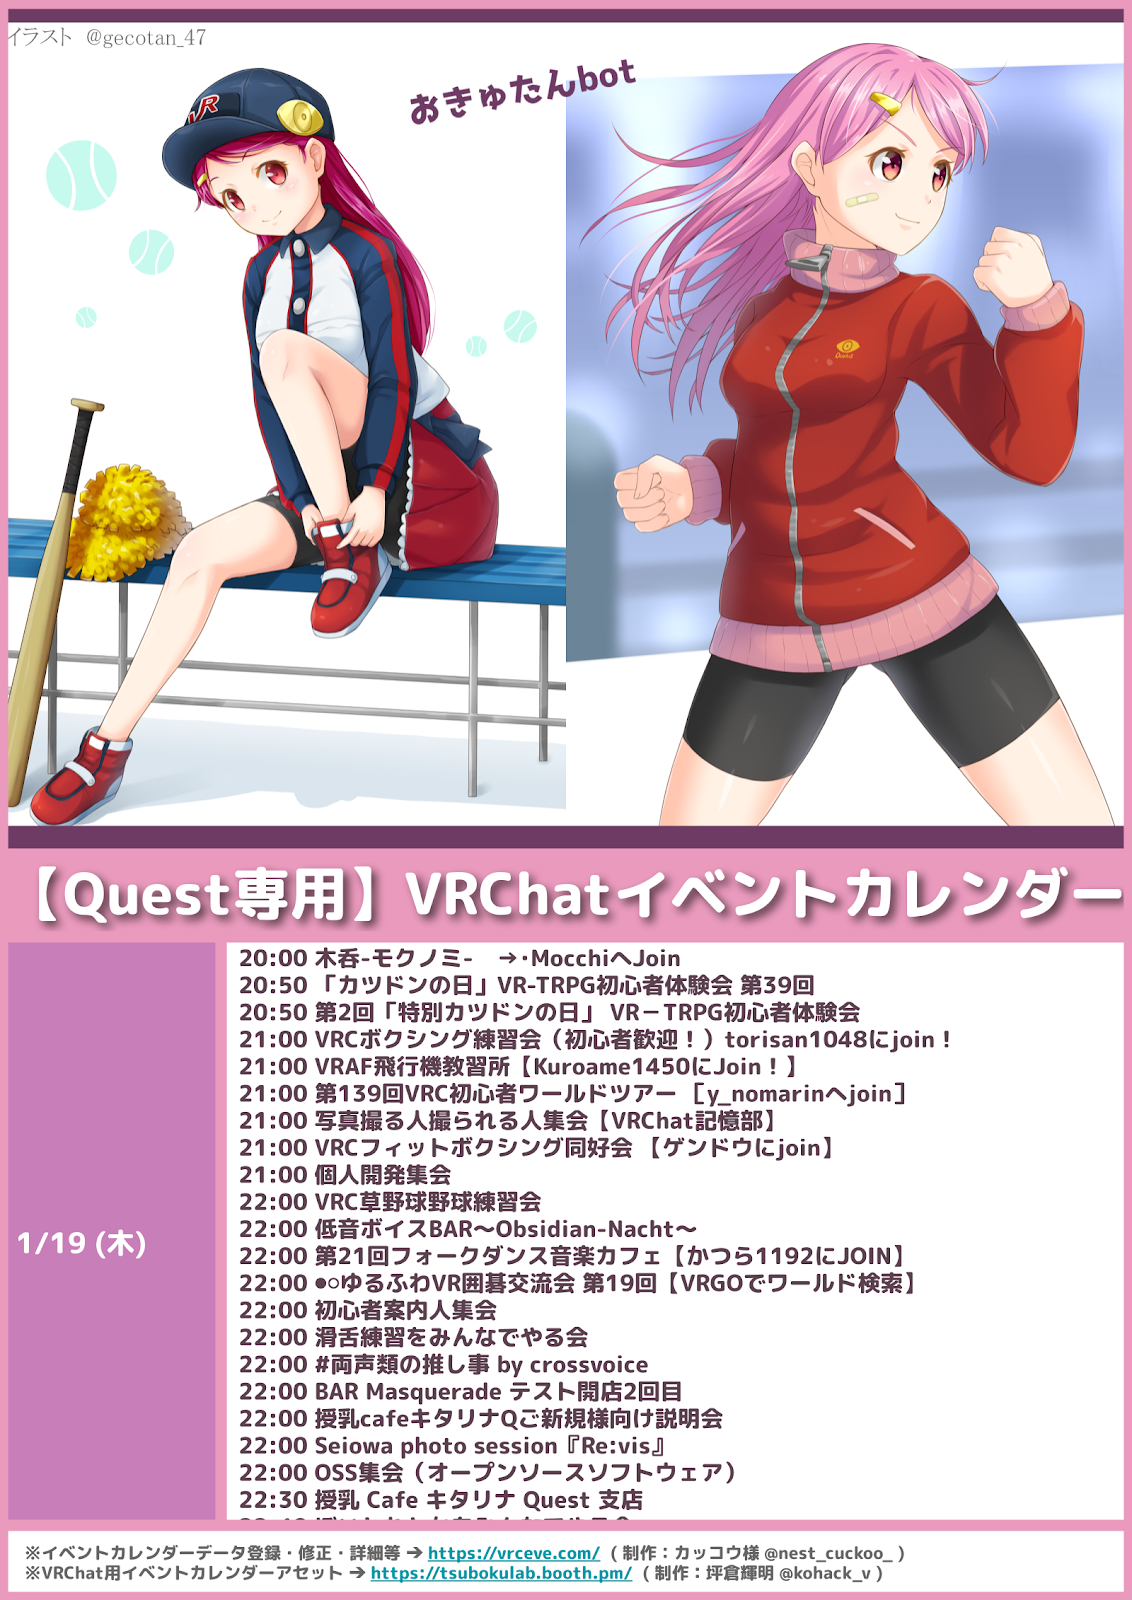 イラスト @gecotan_47
おきゅたんbot
VR
Quest
【Quest専用】VRChatイベントカレンダー
1/19 (木)
20:00 木呑-モクノミ- →・MocchiへJoin
20:50 「カツドンの日」VR-TRPG初心者体験会 第39回
20:50 第2回「特別カツドンの日」 VR－TRPG初心者体験会
21:00 VRCボクシング練習会（初心者歓迎！）torisan1048にjoin！
21:00 VRAF飛行機教習所【Kuroame1450にJoin！】
21:00 第139回VRC初心者ワールドツアー ［y_nomarinへjoin］
21:00 写真撮る人撮られる人集会【VRChat記憶部】
21:00 VRCフィットボクシング同好会 【ゲンドウにjoin】
21:00 個人開発集会
22:00 VRC草野球野球練習会
22:00 低音ボイスBAR～Obsidian-Nacht～
22:00 第21回フォークダンス音楽カフェ【かつら1192にJOIN】
22:00 ●○ゆるふわVR囲碁交流会 第19回【VRGOでワールド検索】
22:00 初心者案内人集会
22:00 滑舌練習をみんなでやる会
22:00 #両声類の推し事 by crossvoice
22:00 BAR Masquerade テスト開店2回目
22:00 授乳cafeキタリナQご新規様向け説明会
22:00 Seiowa photo session『Re:vis』
22:00 OSS集会（オープンソースソフトウェア）
22:30 授乳 Cafe キタリナ Quest 支店
※イベントカレンダーデータ登録・修正・詳細等 ➔ https://vrceve.com/ （ 制作：カッコウ様 @nest_cuckoo_ ）
※VRChat用イベントカレンダーアセット ➔ https://tsubokulab.booth.pm/ （ 制作：坪倉輝明 @kohack_v ）